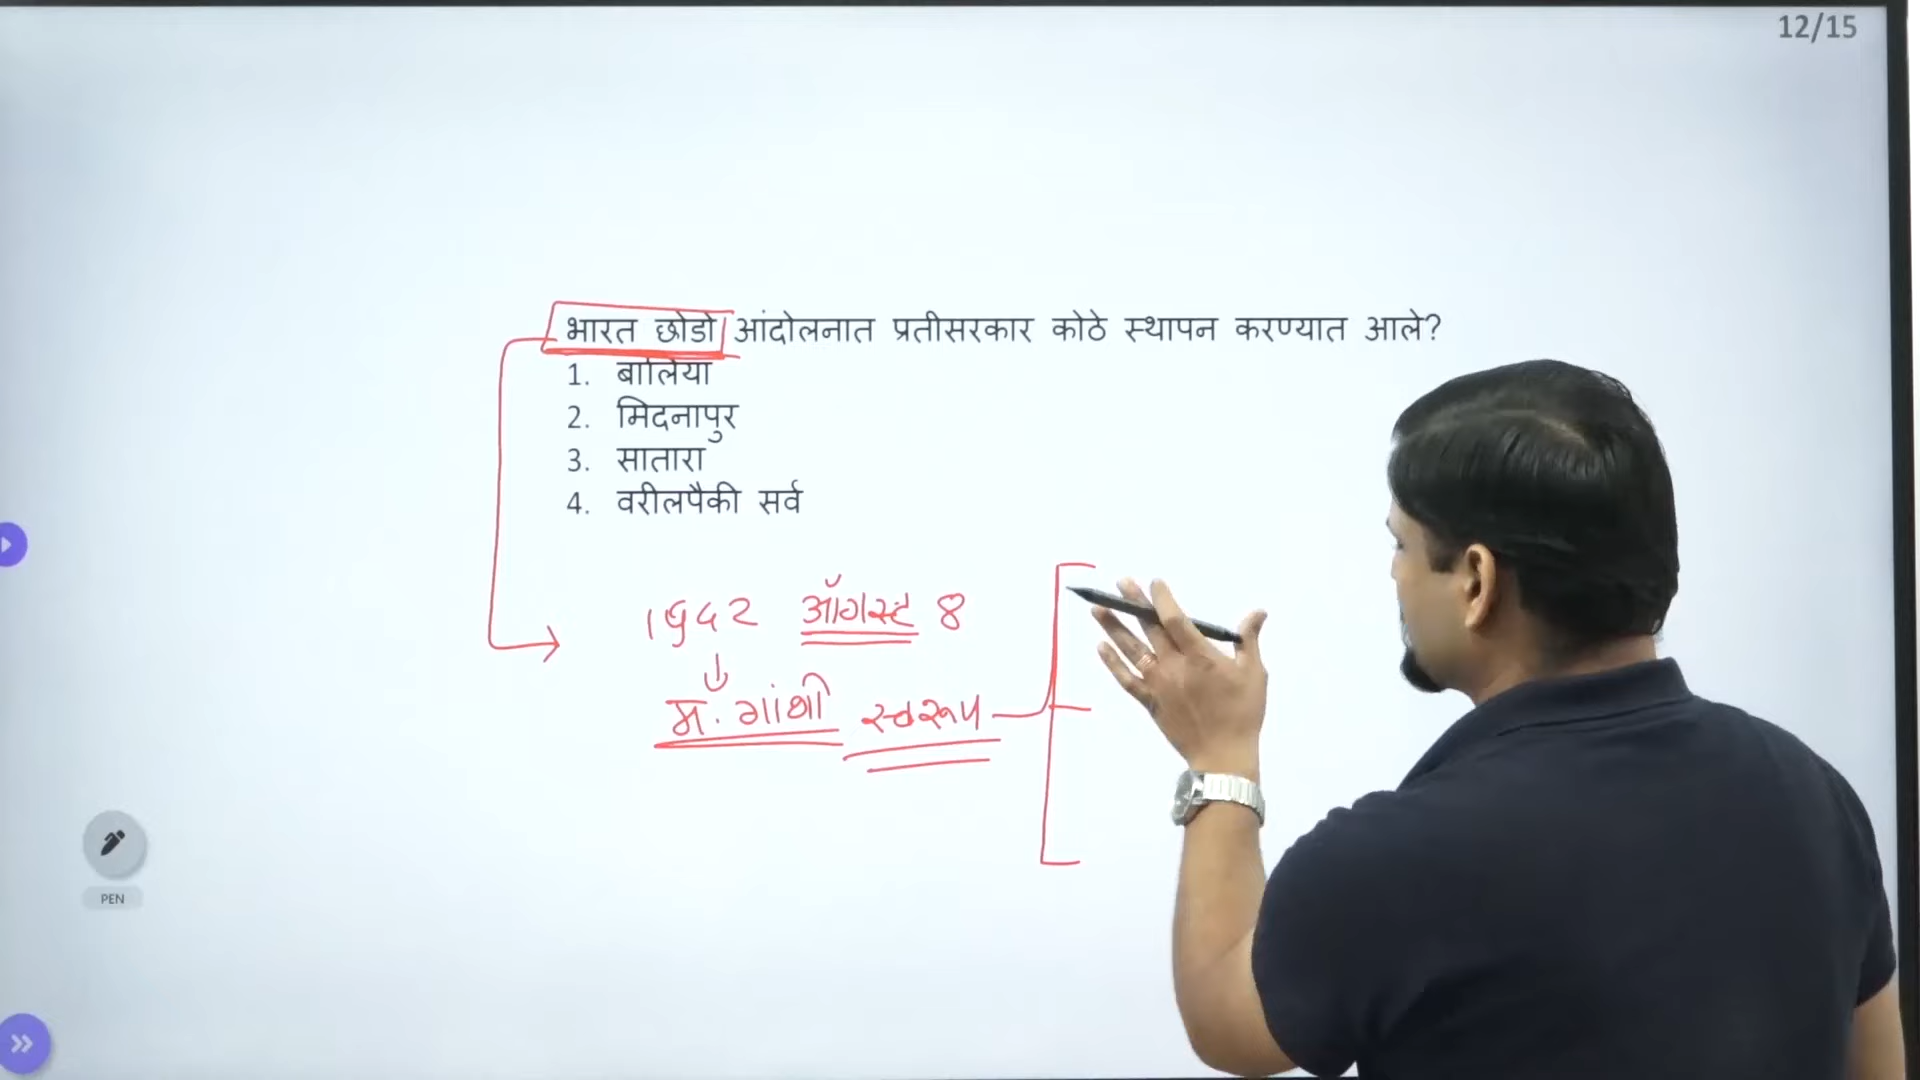 12/15
भारत छोडो आंदोलनात प्रतीसरकार कोठे स्थापन करण्यात आले?
1. बालिया
2. मिदनापुर
3. सातारा
4. वरीलपैकी सर्व
१९४२ ऑगस्ट 8
म. गांधी स्वरूप
PEN